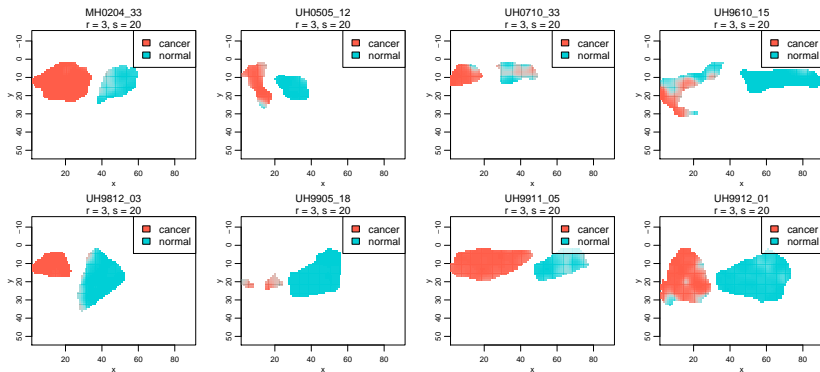 MH0204_33
r = 3, s = 20
cancer
normal
y
-10
0
10
20
30
40
50
20
40
60
80
x
UH0505_12
r = 3, s = 20
cancer
normal
y
-10
0
10
20
30
40
50
20
40
60
80
x
UH0710_33
r = 3, s = 20
cancer
normal
y
-10
0
10
20
30
40
50
20
40
60
80
x
UH9610_15
r = 3, s = 20
cancer
normal
y
-10
0
10
20
30
40
50
20
40
60
80
x
UH9812_03
r = 3, s = 20
cancer
normal
y
-10
0
10
20
30
40
50
20
40
60
80
x
UH9905_18
r = 3, s = 20
cancer
normal
y
-10
0
10
20
30
40
50
20
40
60
80
x
UH9911_05
r = 3, s = 20
cancer
normal
y
-10
0
10
20
30
40
50
20
40
60
80
x
UH9912_01
r = 3, s = 20
cancer
normal
y
-10
0
10
20
30
40
50
20
40
60
80
x